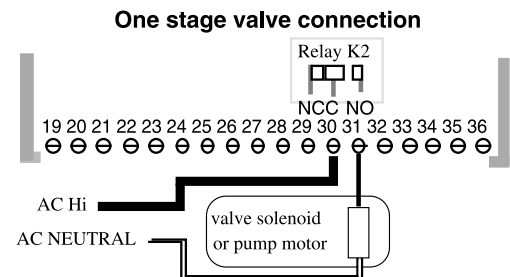 One stage valve connection
Relay K2
NCC NO
19 20 21 22 23 24 25 26 27 28 29 30 31 32 33 34 35 36
AC Hi
valve solenoid
AC NEUTRAL
or pump motor